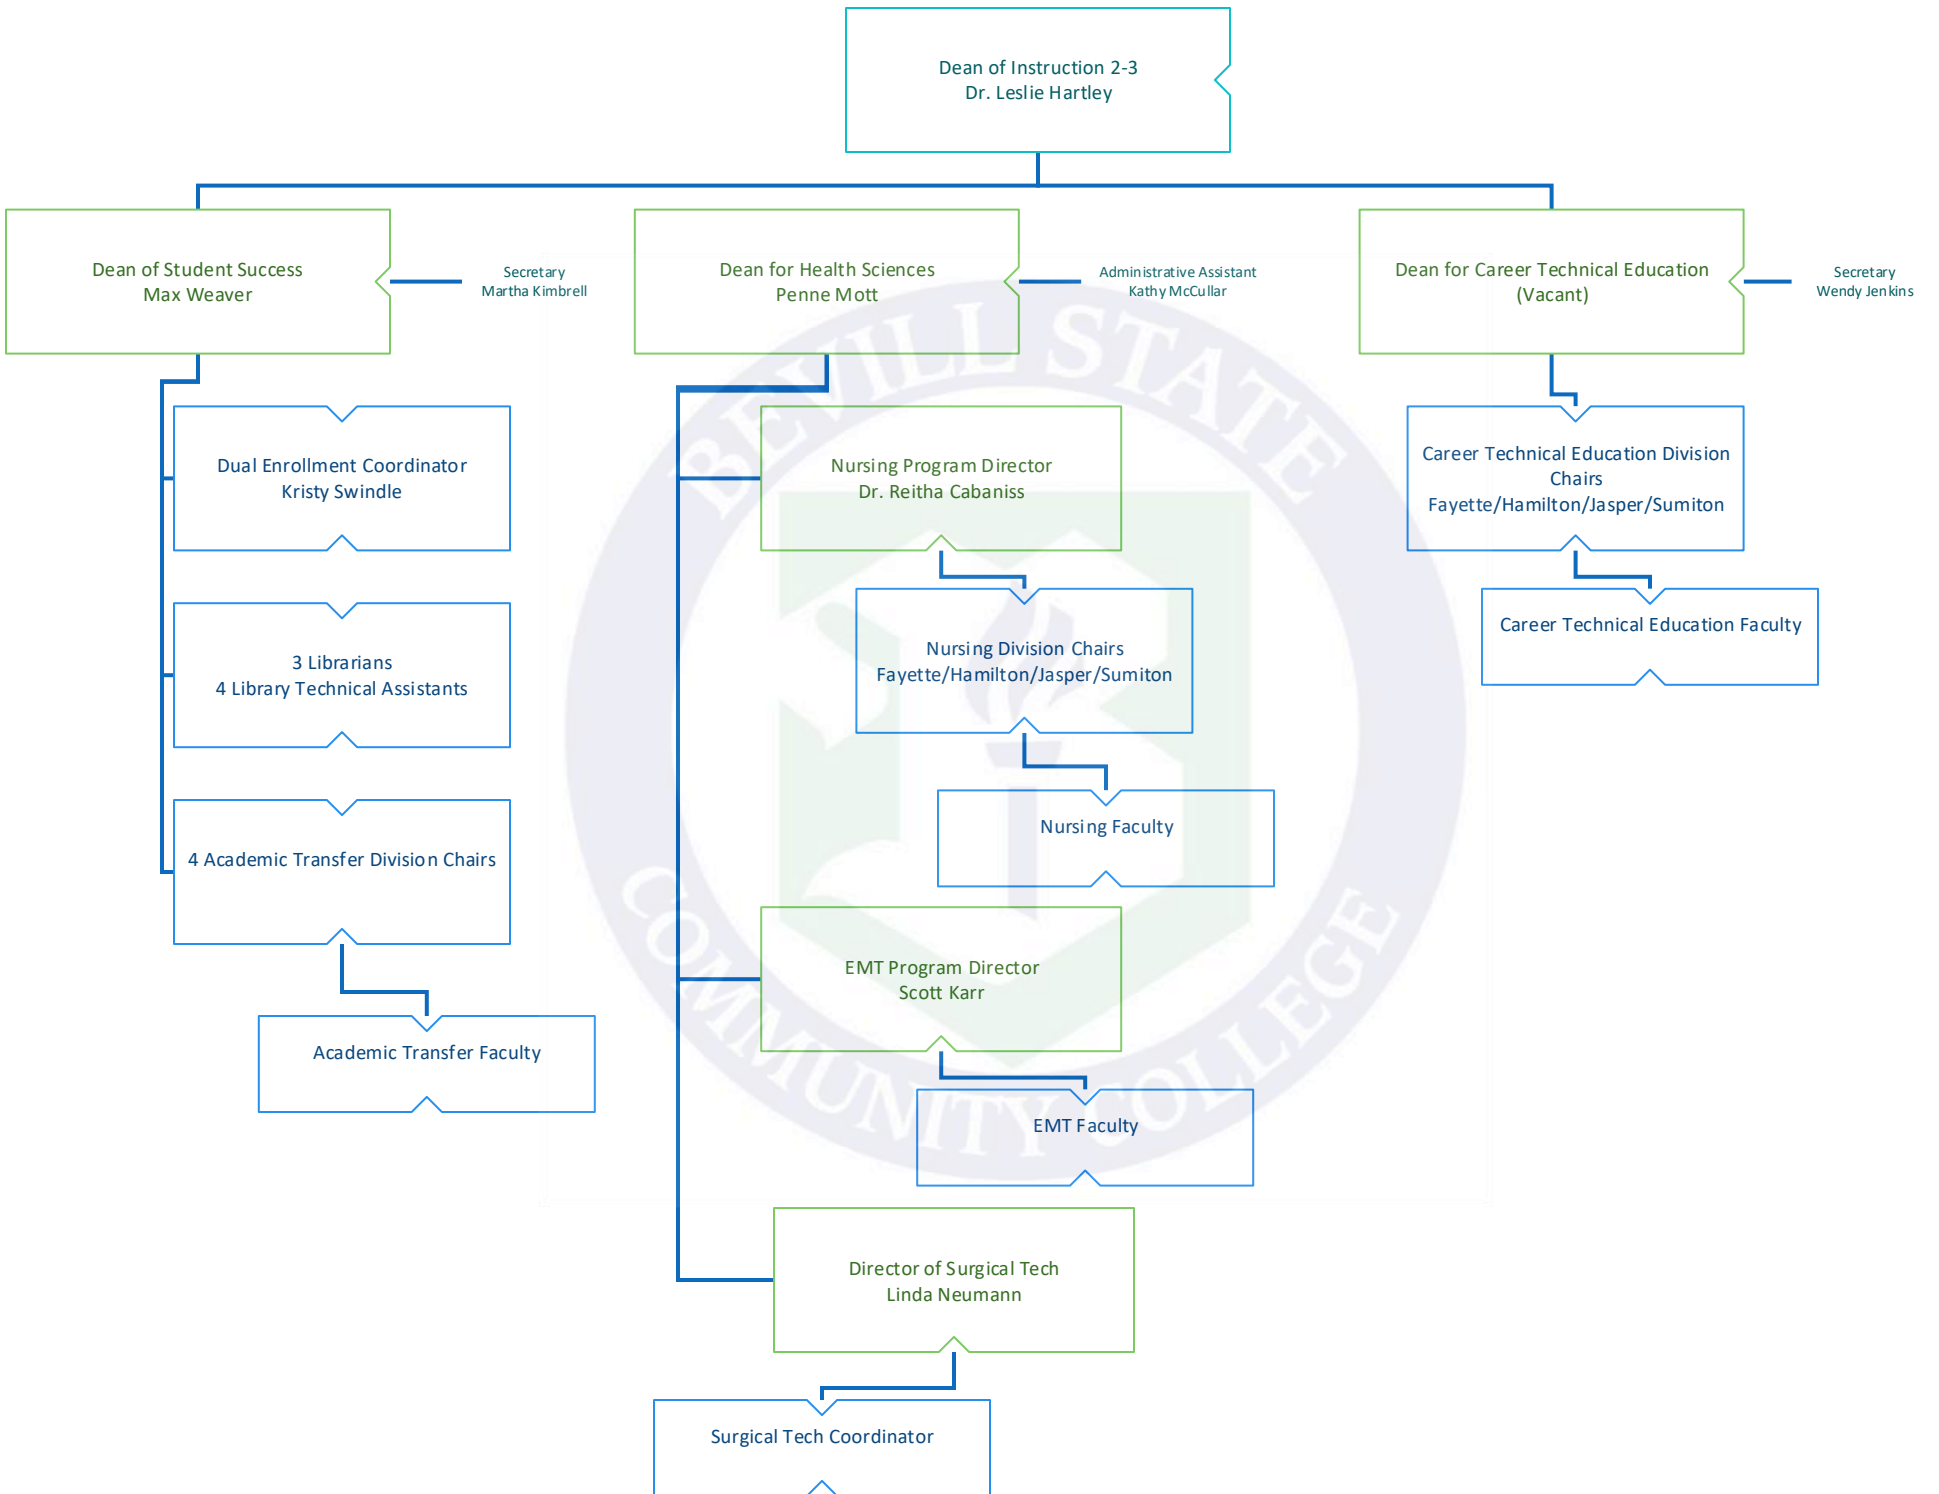 Dean of Instruction 2-3
Dr. Leslie Hartley
Dean of Student Success
Max Weaver
Secretary
Martha Kimbrell
Dean for Health Sciences
Penne Mott
Administrative Assistant
Kathy McCullar
Dean for Career Technical Education
(Vacant)
Secretary
Wendy Jenkins
Dual Enrollment Coordinator
Kristy Swindle
3 Librarians
4 Library Technical Assistants
4 Academic Transfer Division Chairs
Academic Transfer Faculty
Nursing Program Director
Dr. Reitha Cabaniss
Nursing Division Chairs
Fayette/Hamilton/Jasper/Sumiton
Nursing Faculty
EMT Program Director
Scott Karr
EMT Faculty
Director of Surgical Tech
Linda Neumann
Surgical Tech Coordinator
Career Technical Education Division
Chairs
Fayette/Hamilton/Jasper/Sumiton
Career Technical Education Faculty
BEVILL STATE
COMMUNITY COLLEGE